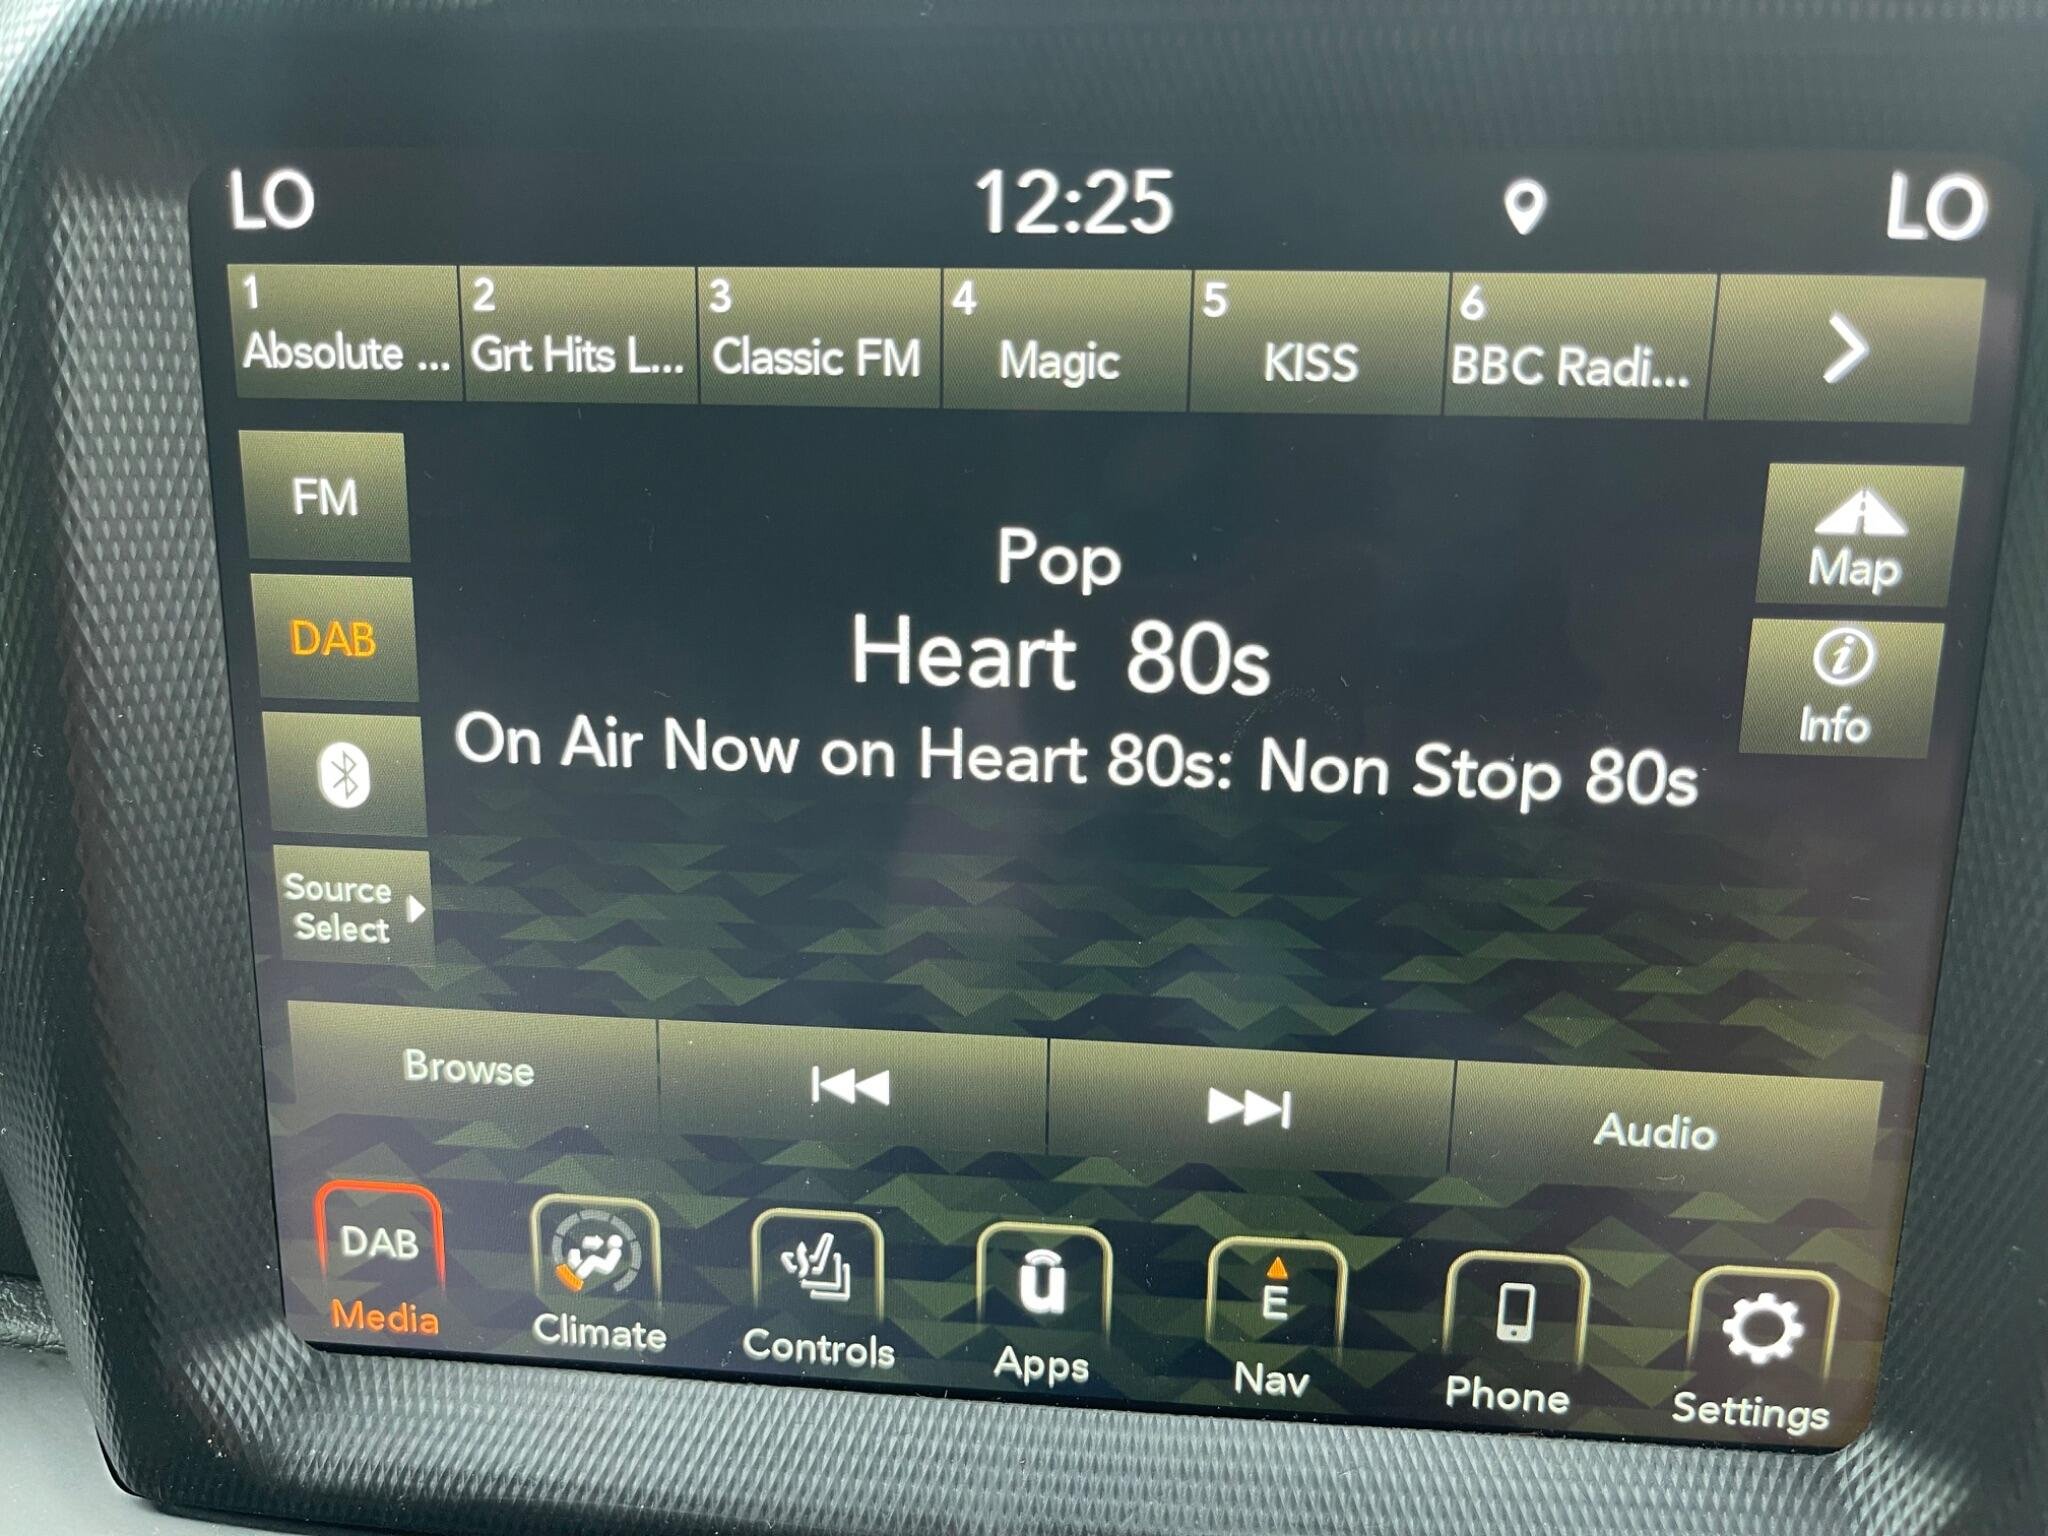 LO 12:25 LO
1 2 3 4 5 6
Absolute ... Grt Hits L... Classic FM Magic KISS BBC Radi...
FM
DAB
Source
Select
Pop
Heart 80s
On Air Now on Heart 80s: Non Stop 80s
Map
Info
Browse Audio
DAB u E
Media Climate Controls Apps Nav Phone Settings